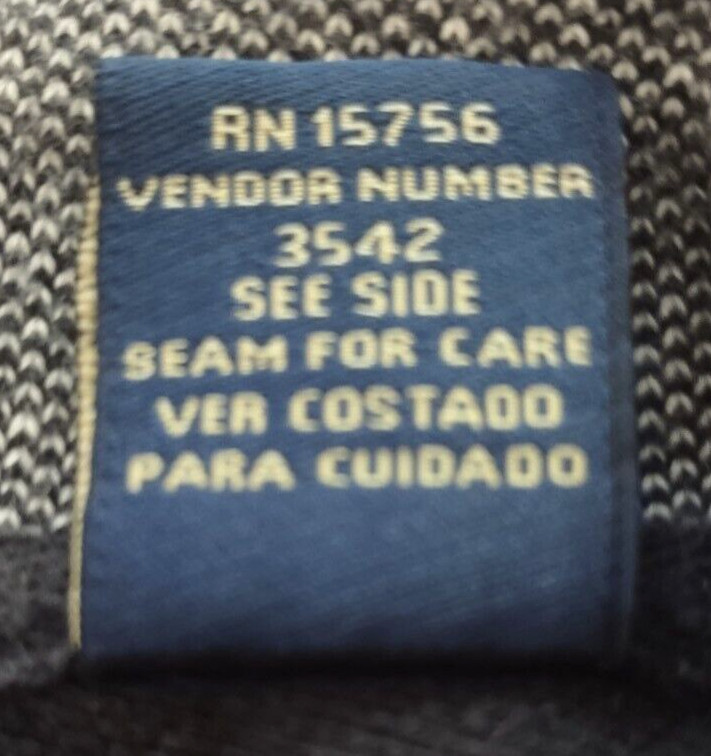 RN 15756
VENDOR NUMBER
3542
SEE SIDE
SEAM FOR CARE
VER COSTADO
PARA CUIDADO